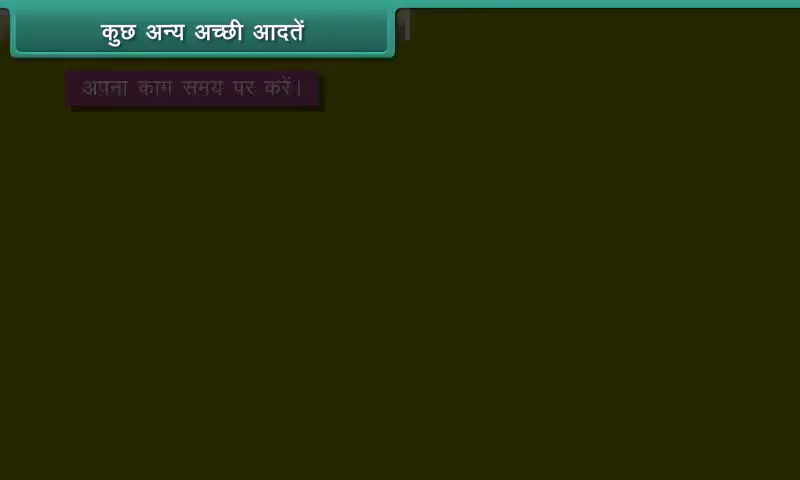 कुछ अन्य अच्छी आदतें
अपना काम समय पर करें।